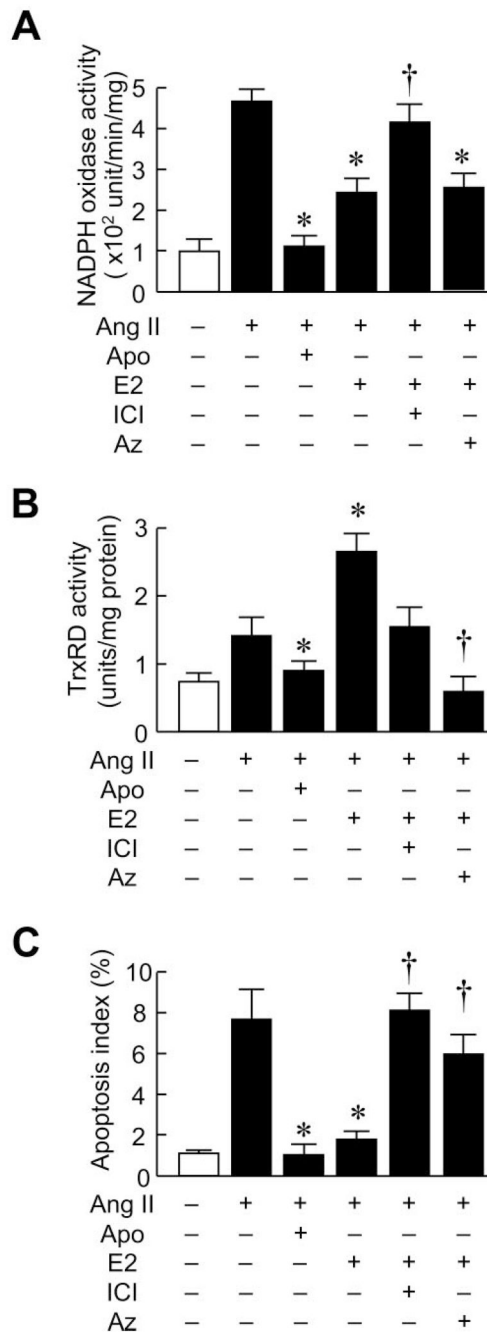 A
NADPH oxidase activity
( x10² unit/min/mg)
5
4
3
2
1
0
†
*
*
*
Ang II – + + + + +
Apo – – + – – –
E2 – – – + + +
ICI – – – – + –
Az – – – – – +
B
TrxRD activity
(units/mg protein)
3
2
1
0
*
*
†
Ang II – + + + + +
Apo – – + – – –
E2 – – – + + +
ICI – – – – + –
Az – – – – – +
C
Apoptosis index (%)
10
8
6
4
2
0
†
†
*
*
Ang II – + + + + +
Apo – – + – – –
E2 – – – + + +
ICI – – – – + –
Az – – – – – +